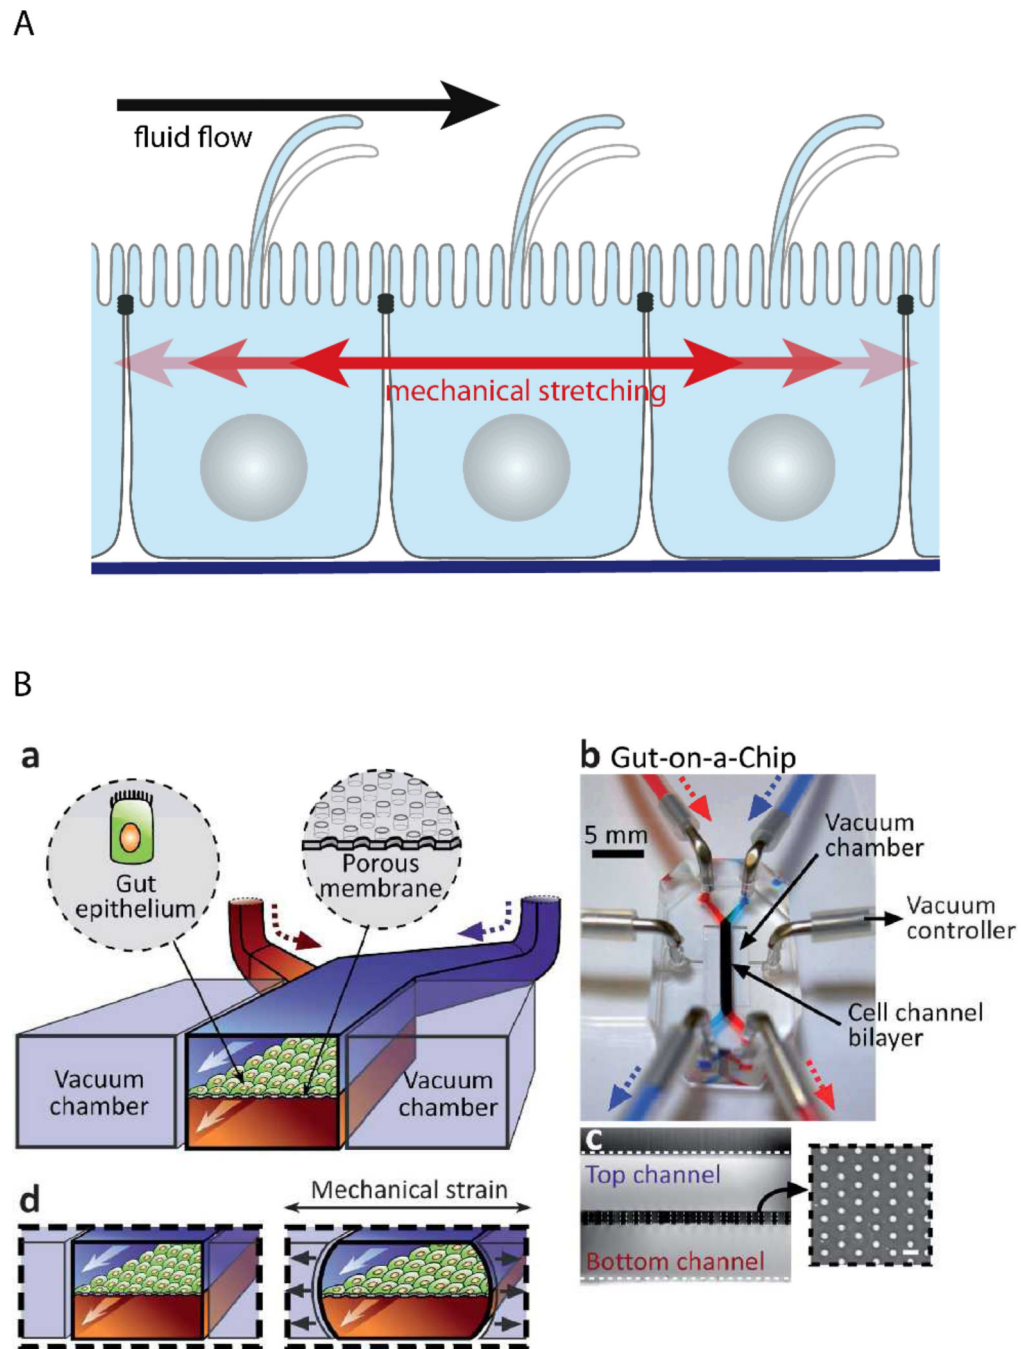 A
fluid flow
mechanical stretching
B
a
Gut
epithelium
Porous
membrane
Vacuum
chamber
Vacuum
chamber
b Gut-on-a-Chip
5 mm
Vacuum
chamber
Vacuum
controller
Cell channel
bilayer
c
Top channel
Bottom channel
d
Mechanical strain